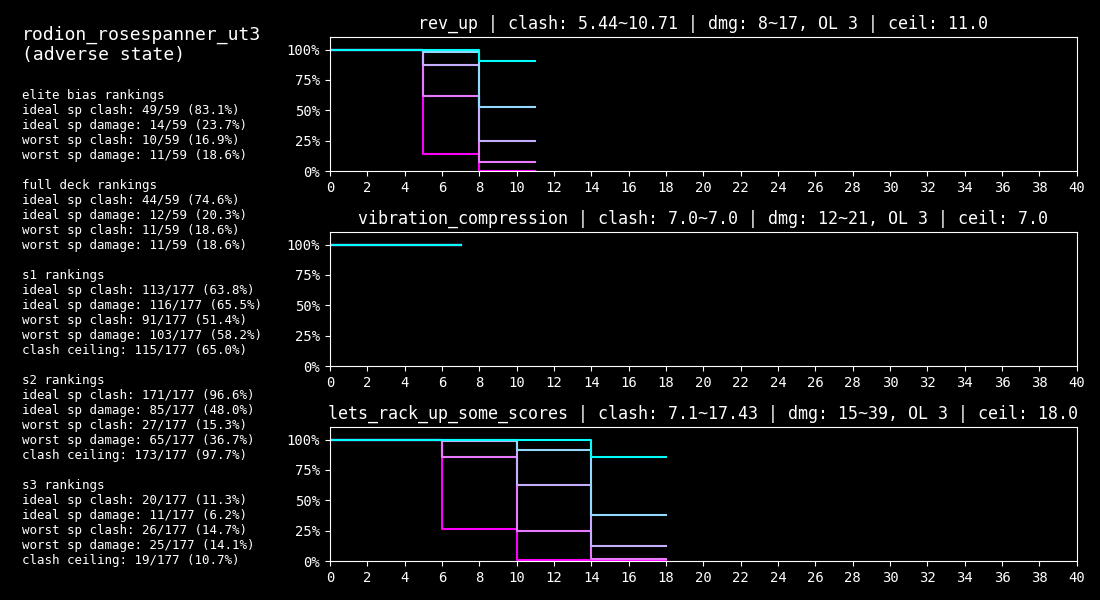 rodion_rosespanner_ut3
(adverse state)
elite bias rankings
ideal sp clash: 49/59 (83.1%)
ideal sp damage: 14/59 (23.7%)
worst sp clash: 10/59 (16.9%)
worst sp damage: 11/59 (18.6%)
full deck rankings
ideal sp clash: 44/59 (74.6%)
ideal sp damage: 12/59 (20.3%)
worst sp clash: 11/59 (18.6%)
worst sp damage: 11/59 (18.6%)
s1 rankings
ideal sp clash: 113/177 (63.8%)
ideal sp damage: 116/177 (65.5%)
worst sp clash: 91/177 (51.4%)
worst sp damage: 103/177 (58.2%)
clash ceiling: 115/177 (65.0%)
s2 rankings
ideal sp clash: 171/177 (96.6%)
ideal sp damage: 85/177 (48.0%)
worst sp clash: 27/177 (15.3%)
worst sp damage: 65/177 (36.7%)
clash ceiling: 173/177 (97.7%)
s3 rankings
ideal sp clash: 20/177 (11.3%)
ideal sp damage: 11/177 (6.2%)
worst sp clash: 26/177 (14.7%)
worst sp damage: 25/177 (14.1%)
clash ceiling: 19/177 (10.7%)
rev_up | clash: 5.44~10.71 | dmg: 8~17, OL 3 | ceil: 11.0
100%
75%
50%
25%
0%
0 2 4 6 8 10 12 14 16 18 20 22 24 26 28 30 32 34 36 38 40
vibration_compression | clash: 7.0~7.0 | dmg: 12~21, OL 3 | ceil: 7.0
100%
75%
50%
25%
0%
0 2 4 6 8 10 12 14 16 18 20 22 24 26 28 30 32 34 36 38 40
lets_rack_up_some_scores | clash: 7.1~17.43 | dmg: 15~39, OL 3 | ceil: 18.0
100%
75%
50%
25%
0%
0 2 4 6 8 10 12 14 16 18 20 22 24 26 28 30 32 34 36 38 40